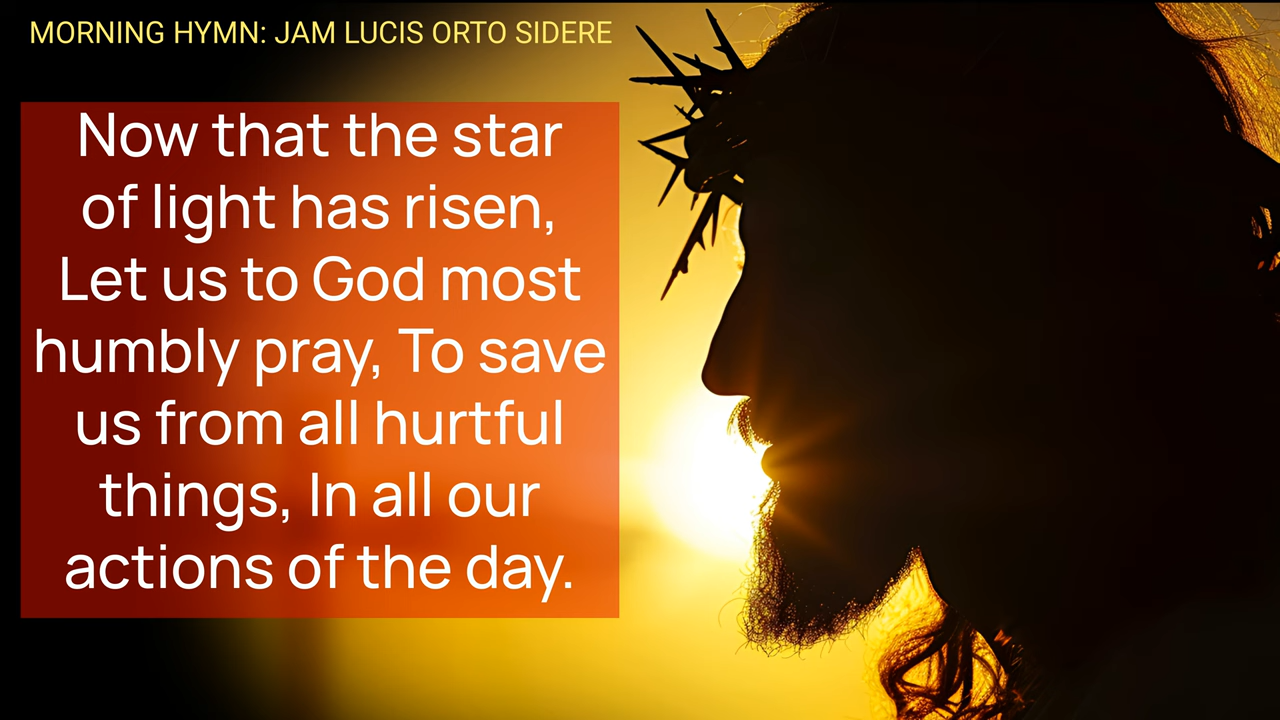 MORNING HYMN: JAM LUCIS ORTO SIDERE
Now that the star
of light has risen,
Let us to God most
humbly pray, To save
us from all hurtful
things, In all our
actions of the day.